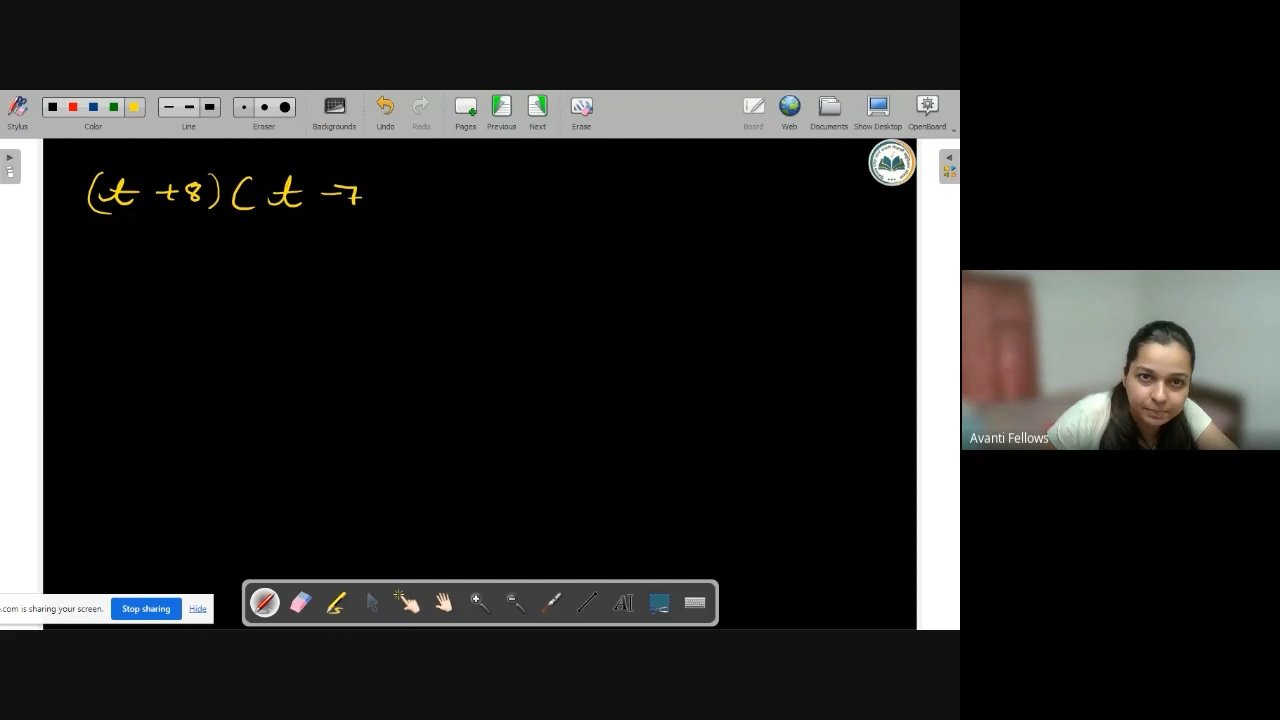 Stylus Color Line Eraser Backgrounds Undo Redo Pages Previous Next Erase Board Web Documents Show Desktop OpenBoard
(t +8) ( t -7
Avanti Fellows
.com is sharing your screen. Stop sharing Hide
AI